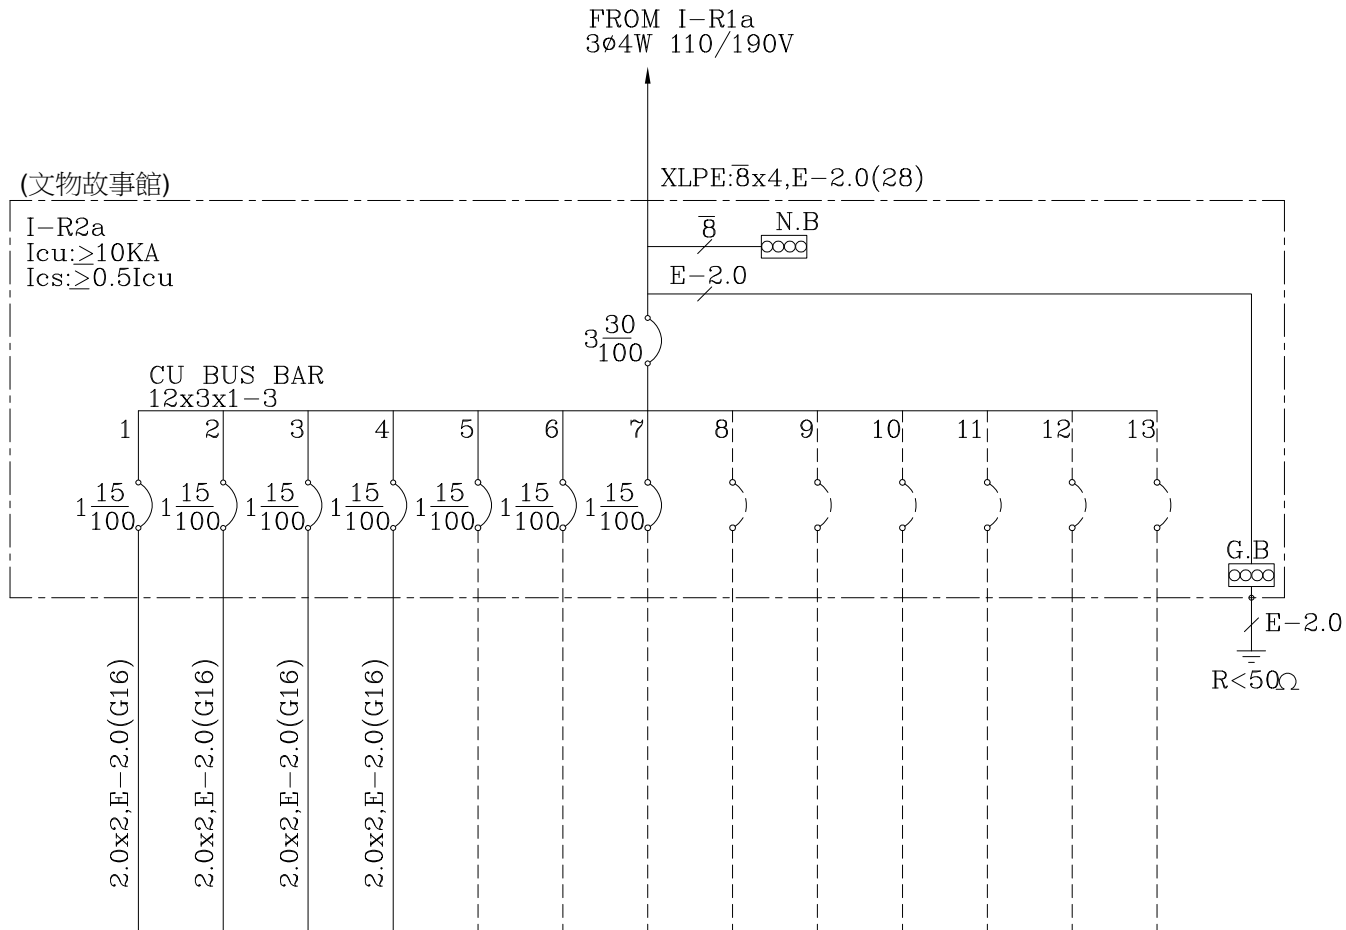 FROM I-R1a
3ø4W 110/190V
(文物故事館)
XLPE:8̅x4,E-2.0(28)
I-R2a
Icu:≥10KA
Ics:≥0.5Icu
8̅
N.B
E-2.0
3 30/100
CU BUS BAR
12x3x1-3
1 2 3 4 5 6 7 8 9 10 11 12 13
1 15/100 1 15/100 1 15/100 1 15/100 1 15/100 1 15/100 1 15/100
G.B
E-2.0
R<50Ω
2.0x2,E-2.0(G16)
2.0x2,E-2.0(G16)
2.0x2,E-2.0(G16)
2.0x2,E-2.0(G16)